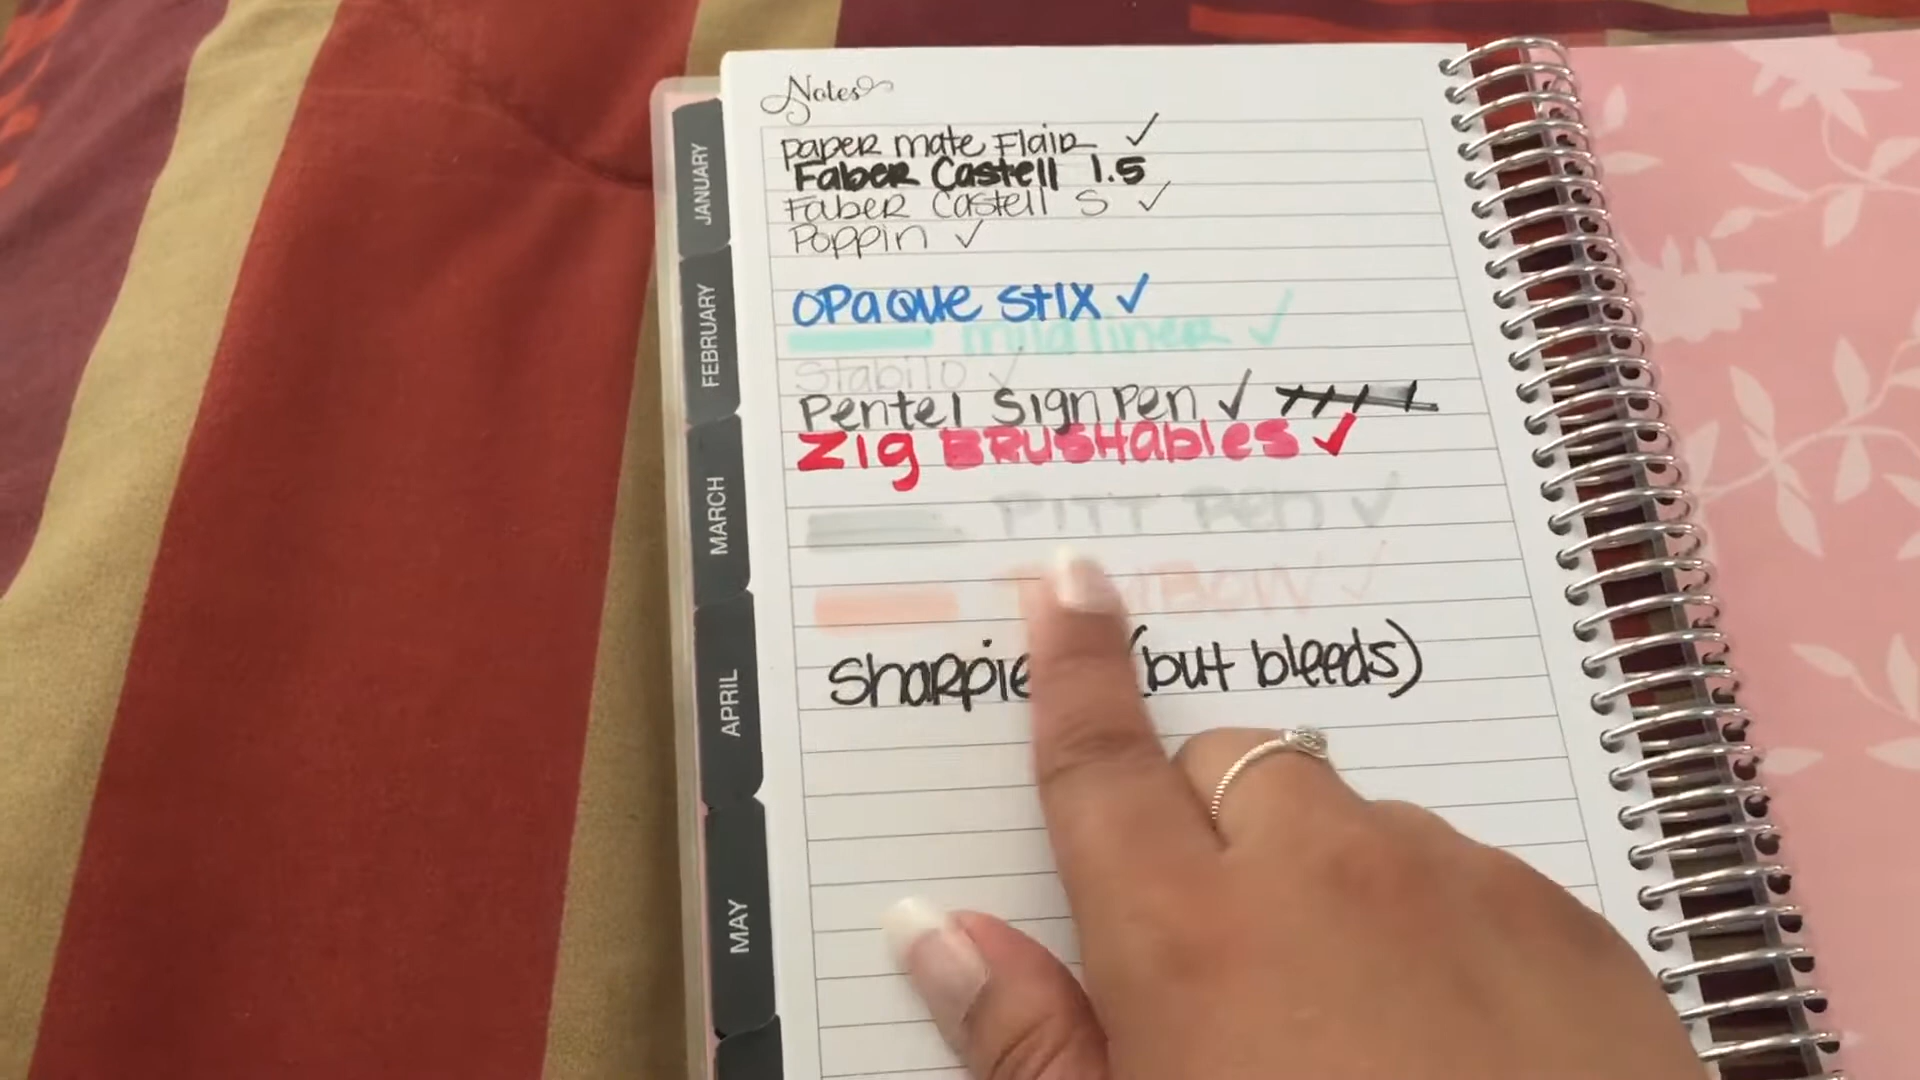 Notes
paper mate Flair ✓
Faber Castell 1.5
Faber Castell S ✓
Poppin ✓
Opaque Stix ✓
mildliner ✓
Stabilo ✓
Pentel Sign Pen ✓
Zig BRUSHables ✓
PITT Pen ✓
Sharpie (but bleeds)
JANUARY
FEBRUARY
MARCH
APRIL
MAY